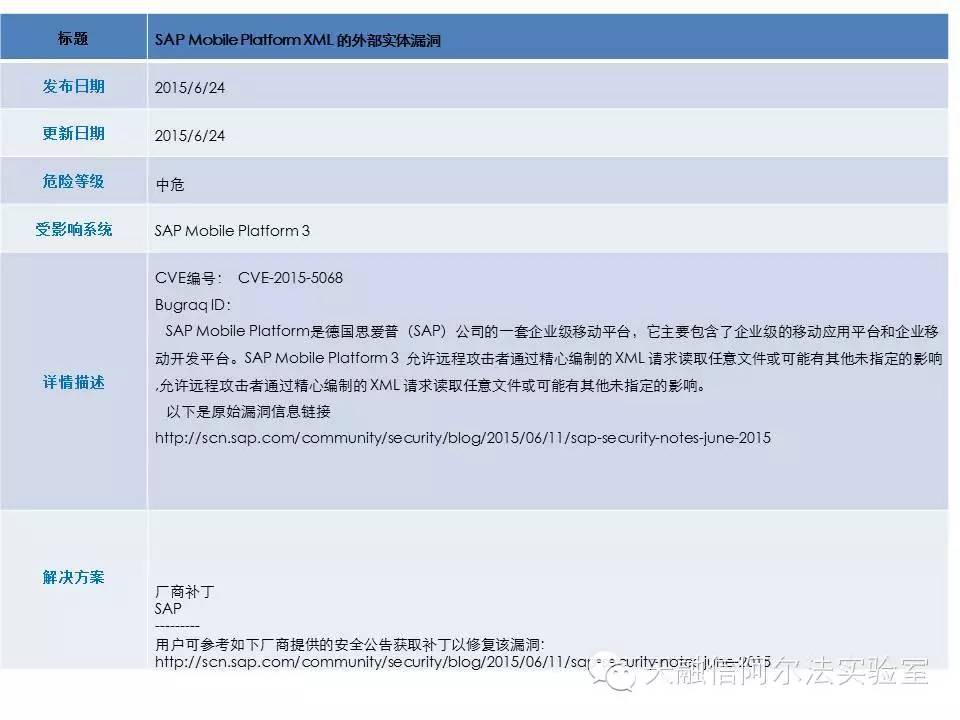 标题
SAP Mobile Platform XML 的外部实体漏洞
发布日期
2015/6/24
更新日期
2015/6/24
危险等级
中危
受影响系统
SAP Mobile Platform 3
详情描述
CVE编号： CVE-2015-5068
Bugraq ID：
SAP Mobile Platform是德国思爱普（SAP）公司的一套企业级移动平台，它主要包含了企业级的移动应用平台和企业移
动开发平台。SAP Mobile Platform 3 允许远程攻击者通过精心编制的 XML 请求读取任意文件或可能有其他未指定的影响
,允许远程攻击者通过精心编制的 XML 请求读取任意文件或可能有其他未指定的影响。
以下是原始漏洞信息链接
http://scn.sap.com/community/security/blog/2015/06/11/sap-security-notes-june-2015
解决方案
厂商补丁
SAP
---------
用户可参考如下厂商提供的安全公告获取补丁以修复该漏洞：
http://scn.sap.com/community/security/blog/2015/06/11/sap-security-notes-june-2015
天融信阿尔法实验室